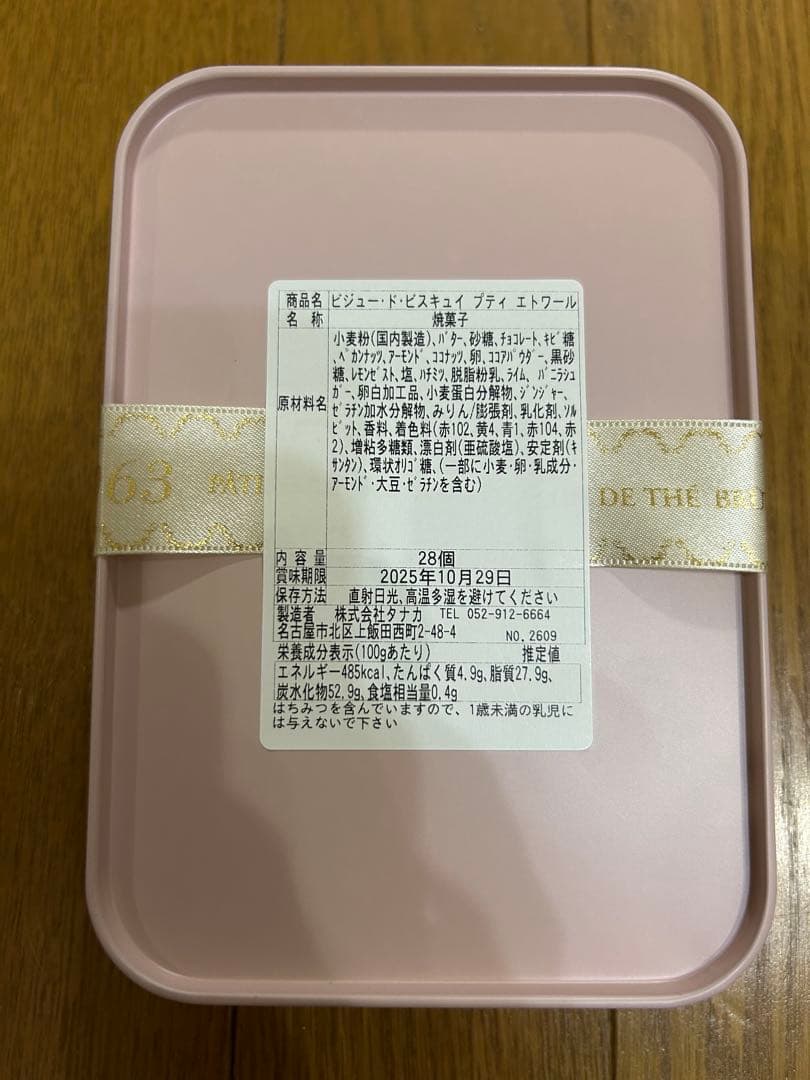 商品名 ビジュー・ド・ビスキュイ プティ エトワール
名 称 焼菓子
小麦粉(国内製造)、バター、砂糖、チョコレート、キビ糖
、ペカンナッツ、アーモンド、ココナッツ、卵、ココアパウダー、黒砂
糖、レモンゼスト、塩、ハチミツ、脱脂粉乳、ライム、バニラシュ
ガー、卵白加工品、小麦蛋白分解物、ジンジャー、
原材料名 ゼラチン加水分解物、みりん/膨張剤、乳化剤、ソル
ビット、香料、着色料(赤102、黄4、青1、赤104、赤
2)、増粘多糖類、漂白剤(亜硫酸塩)、安定剤(キ
サンタン)、環状オリゴ糖、(一部に小麦・卵・乳成分・
アーモンド・大豆・ゼラチンを含む)
63 PÂTI
DE THÉ BRU
内 容 量 28個
賞味期限 2025年10月29日
保存方法 直射日光、高温多湿を避けてください
製造者 株式会社タナカ TEL 052-912-6664
名古屋市北区上飯田西町2-48-4 NO.2609
栄養成分表示(100gあたり) 推定値
エネルギー485kcal、たんぱく質4.9g、脂質27.9g、
炭水化物52.9g、食塩相当量0.4g
はちみつを含んでいますので、1歳未満の乳児に
は与えないで下さい